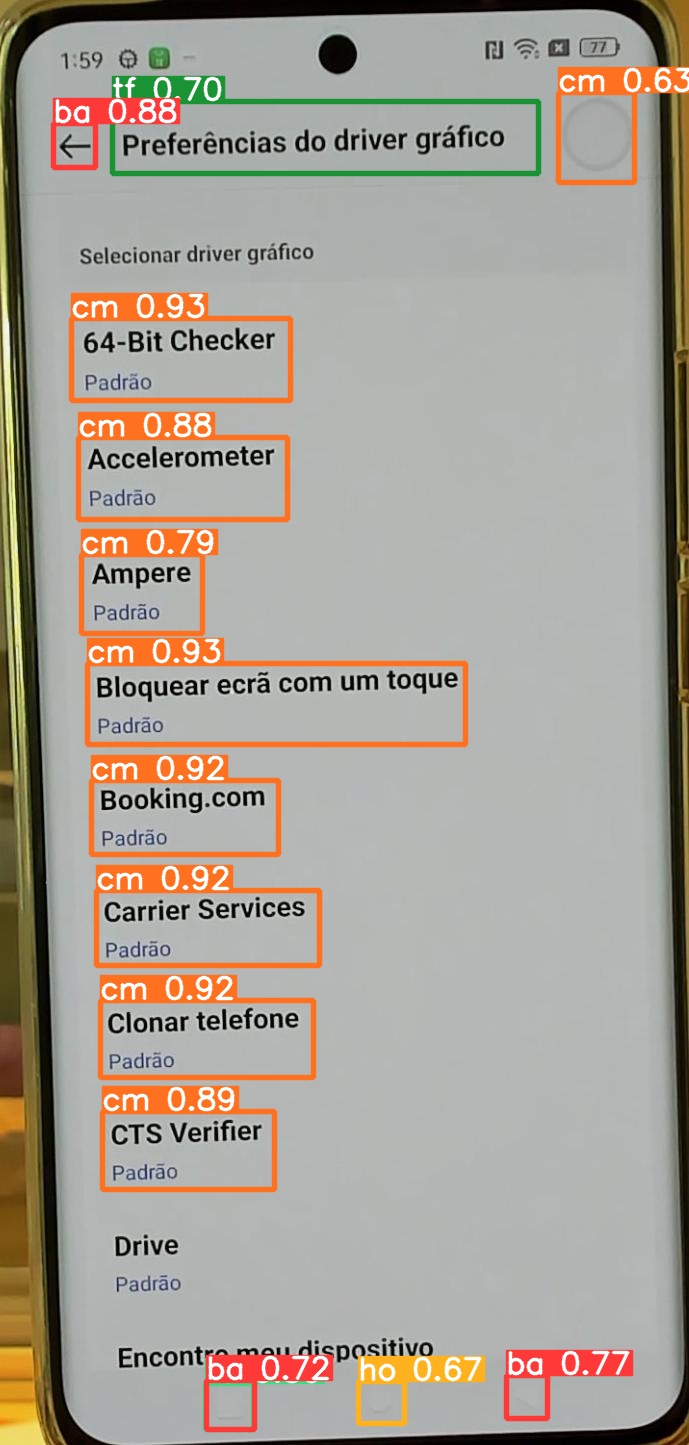 1:59
77
tf 0.70
cm 0.63
ba 0.88
Preferências do driver gráfico
Selecionar driver gráfico
cm 0.93
64-Bit Checker
Padrão
cm 0.88
Accelerometer
Padrão
cm 0.79
Ampere
Padrão
cm 0.93
Bloquear ecrã com um toque
Padrão
cm 0.92
Booking.com
Padrão
cm 0.92
Carrier Services
Padrão
cm 0.92
Clonar telefone
Padrão
cm 0.89
CTS Verifier
Padrão
Drive
Padrão
Encontre meu dispositivo
ba 0.72
ho 0.67
ba 0.77